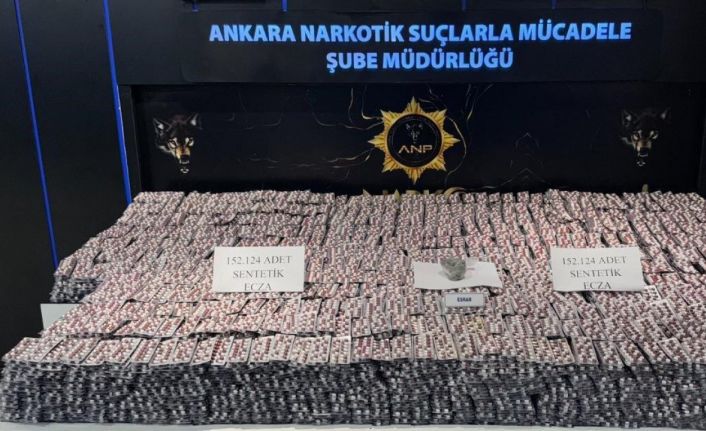 ANKARA NARKOTİK SUÇLARLA MÜCADELE
ŞUBE MÜDÜRLÜĞÜ
ANP
152.124 ADET
SENTETİK
ECZA
ESRAR
152.124 ADET
SENTETİK
ECZA